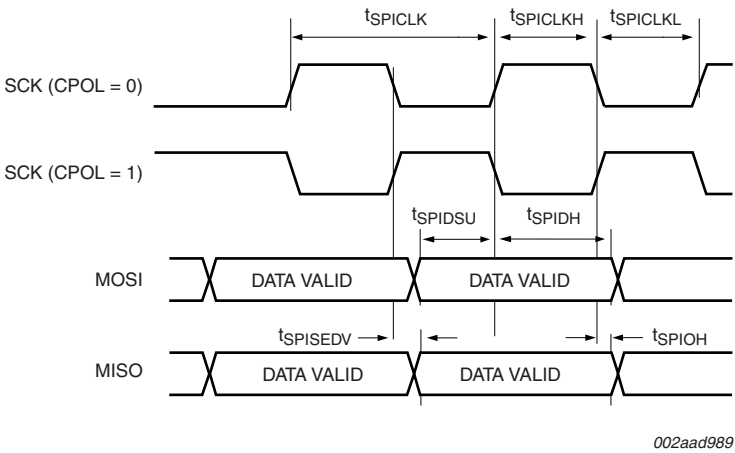 tSPICLK tSPICLKH tSPICLKL
SCK (CPOL = 0)
SCK (CPOL = 1)
tSPIDSU tSPIDH
MOSI DATA VALID DATA VALID
tSPISEDV tSPIOH
MISO DATA VALID DATA VALID
002aad989